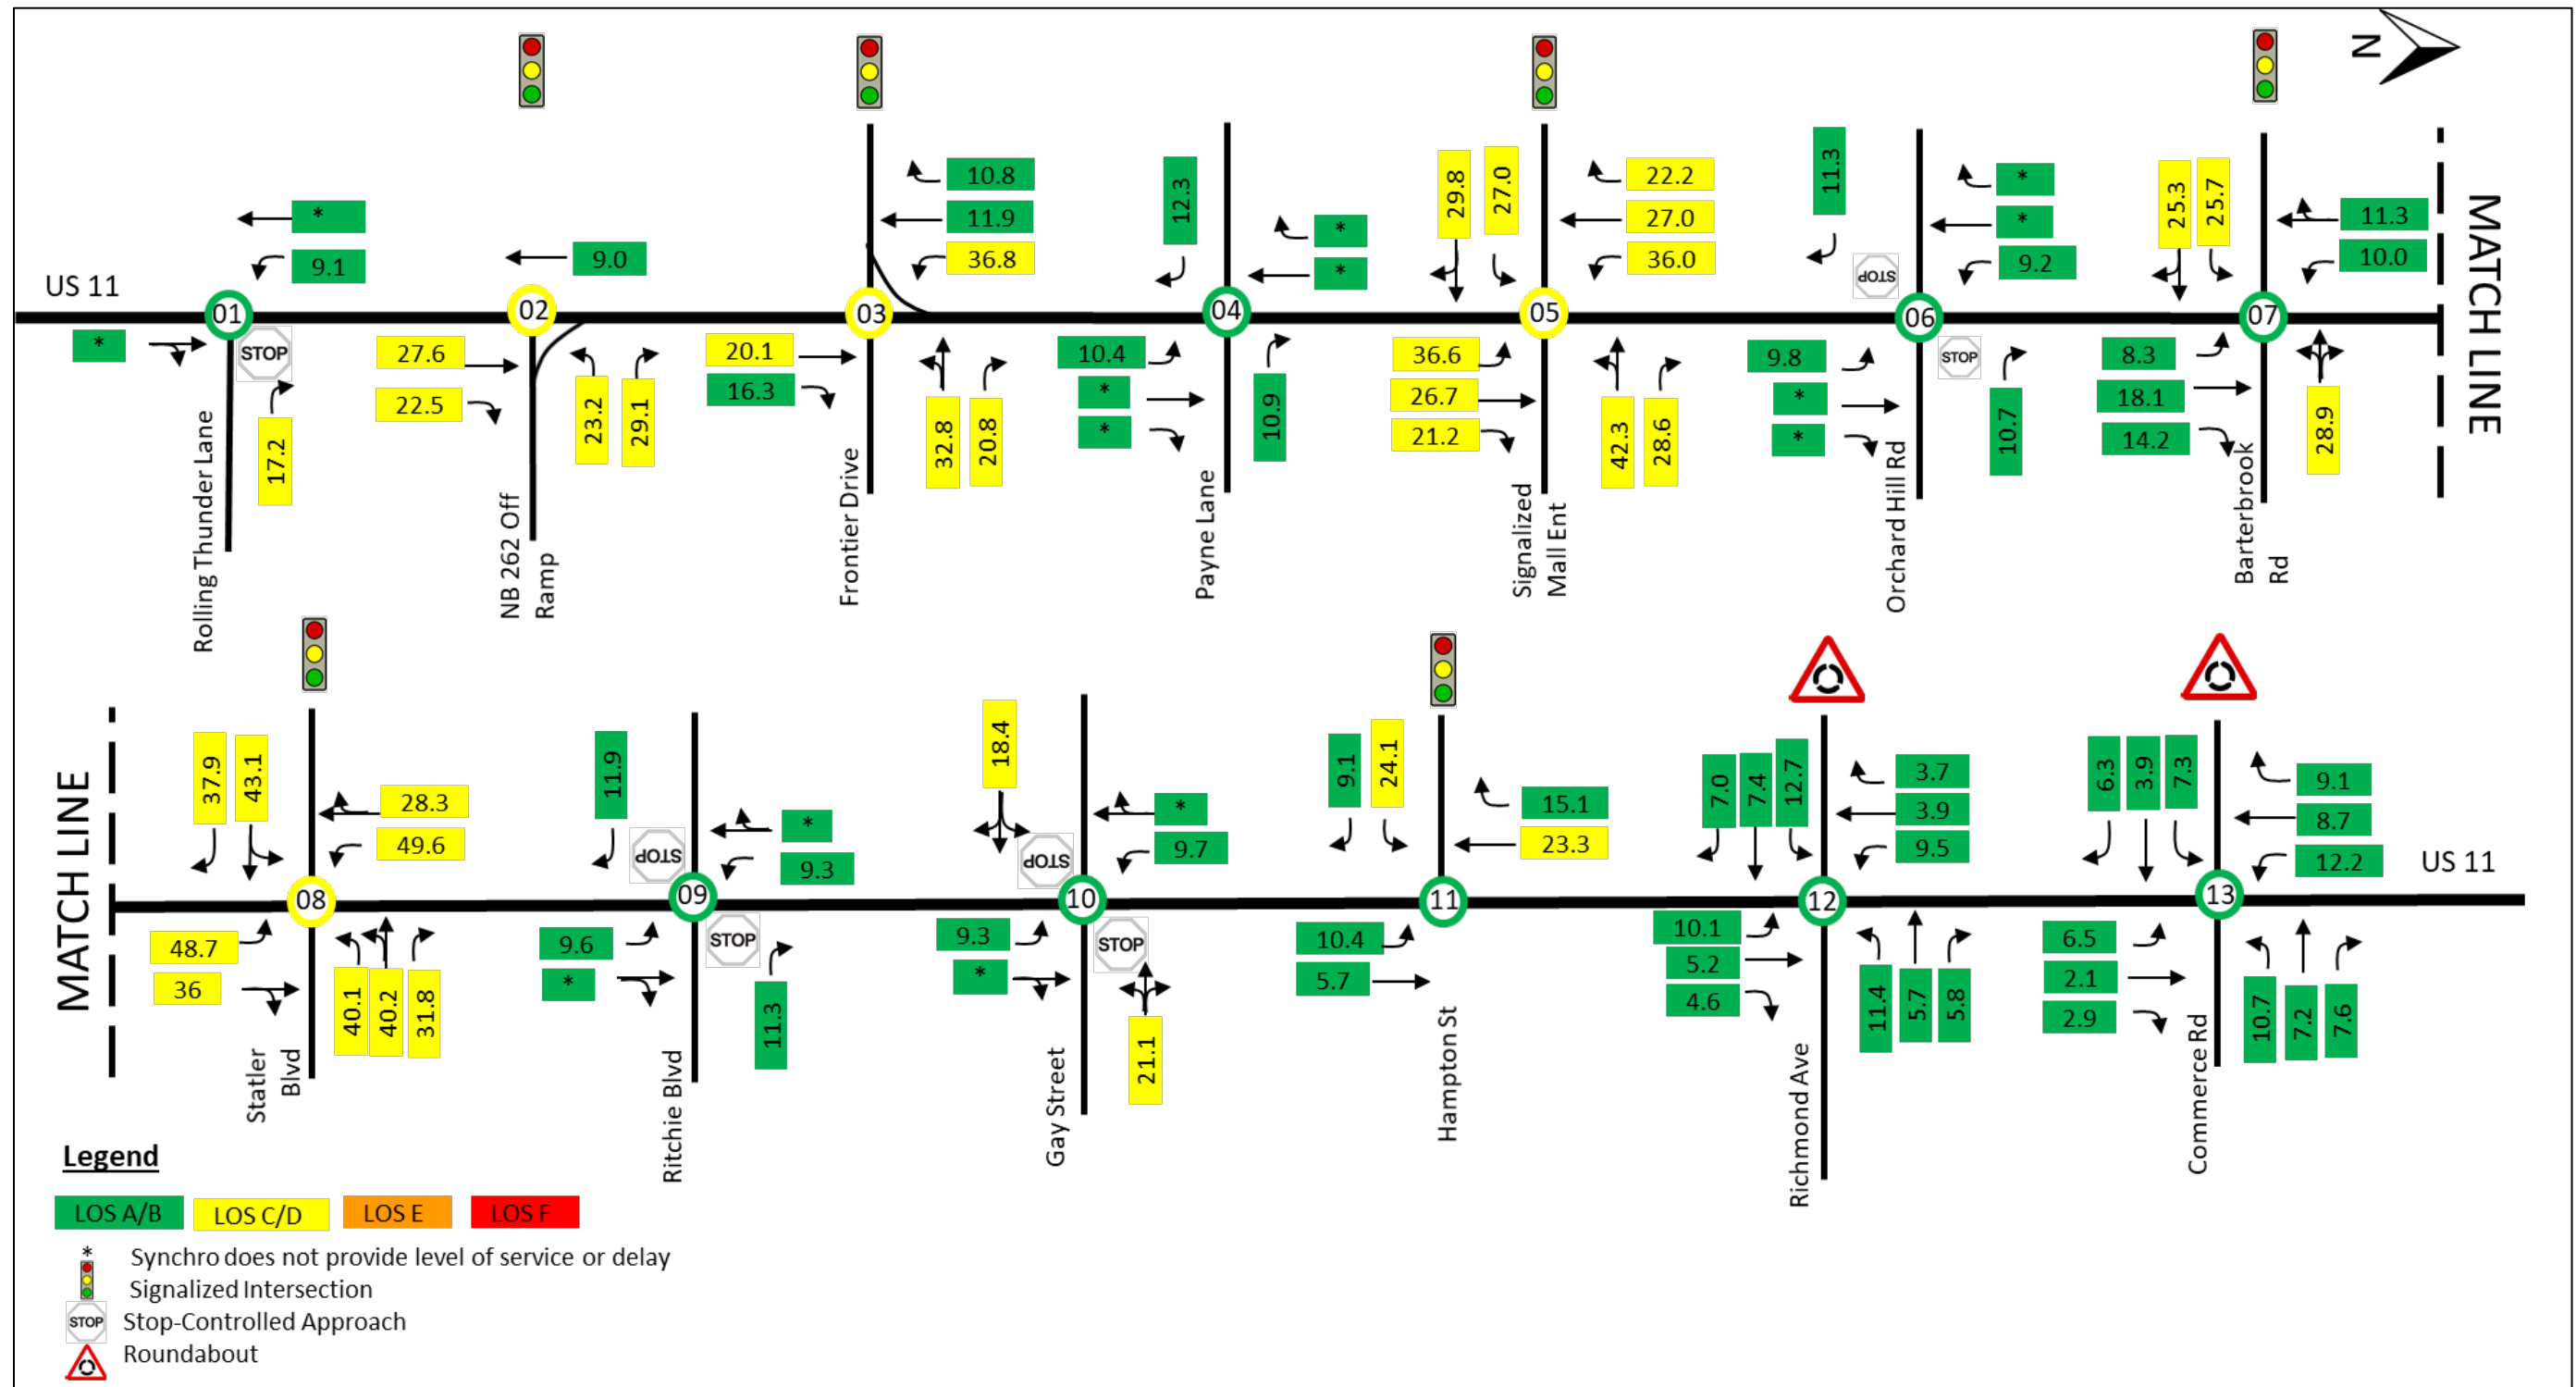 N
10.8
11.9
36.8
*
9.1
9.0
12.3
*
*
29.8
27.0
22.2
27.0
36.0
11.3
*
*
9.2
STOP
25.3
25.7
11.3
10.0
MATCH LINE
US 11
01
02
03
04
05
06
07
*
STOP
17.2
27.6
22.5
23.2
29.1
20.1
16.3
32.8
20.8
10.4
*
*
10.9
36.6
26.7
21.2
42.3
28.6
9.8
*
*
STOP
10.7
8.3
18.1
14.2
28.9
Rolling Thunder Lane
NB 262 Off
Ramp
Frontier Drive
Payne Lane
Signalized
Mall Ent
Orchard Hill Rd
Barterbrook
Rd
MATCH LINE
37.9
43.1
28.3
49.6
11.9
STOP
*
9.3
18.4
STOP
*
9.7
9.1
24.1
15.1
23.3
7.0
7.4
12.7
3.7
3.9
9.5
6.3
3.9
7.3
9.1
8.7
12.2
US 11
08
09
10
11
12
13
48.7
36
40.1
40.2
31.8
9.6
*
STOP
11.3
9.3
*
STOP
21.1
10.4
5.7
10.1
5.2
4.6
11.4
5.7
5.8
6.5
2.1
2.9
10.7
7.2
7.6
Statler
Blvd
Ritchie Blvd
Gay Street
Hampton St
Richmond Ave
Commerce Rd
Legend
LOS A/B
LOS C/D
LOS E
LOS F
* Synchro does not provide level of service or delay
Signalized Intersection
STOP Stop-Controlled Approach
Roundabout